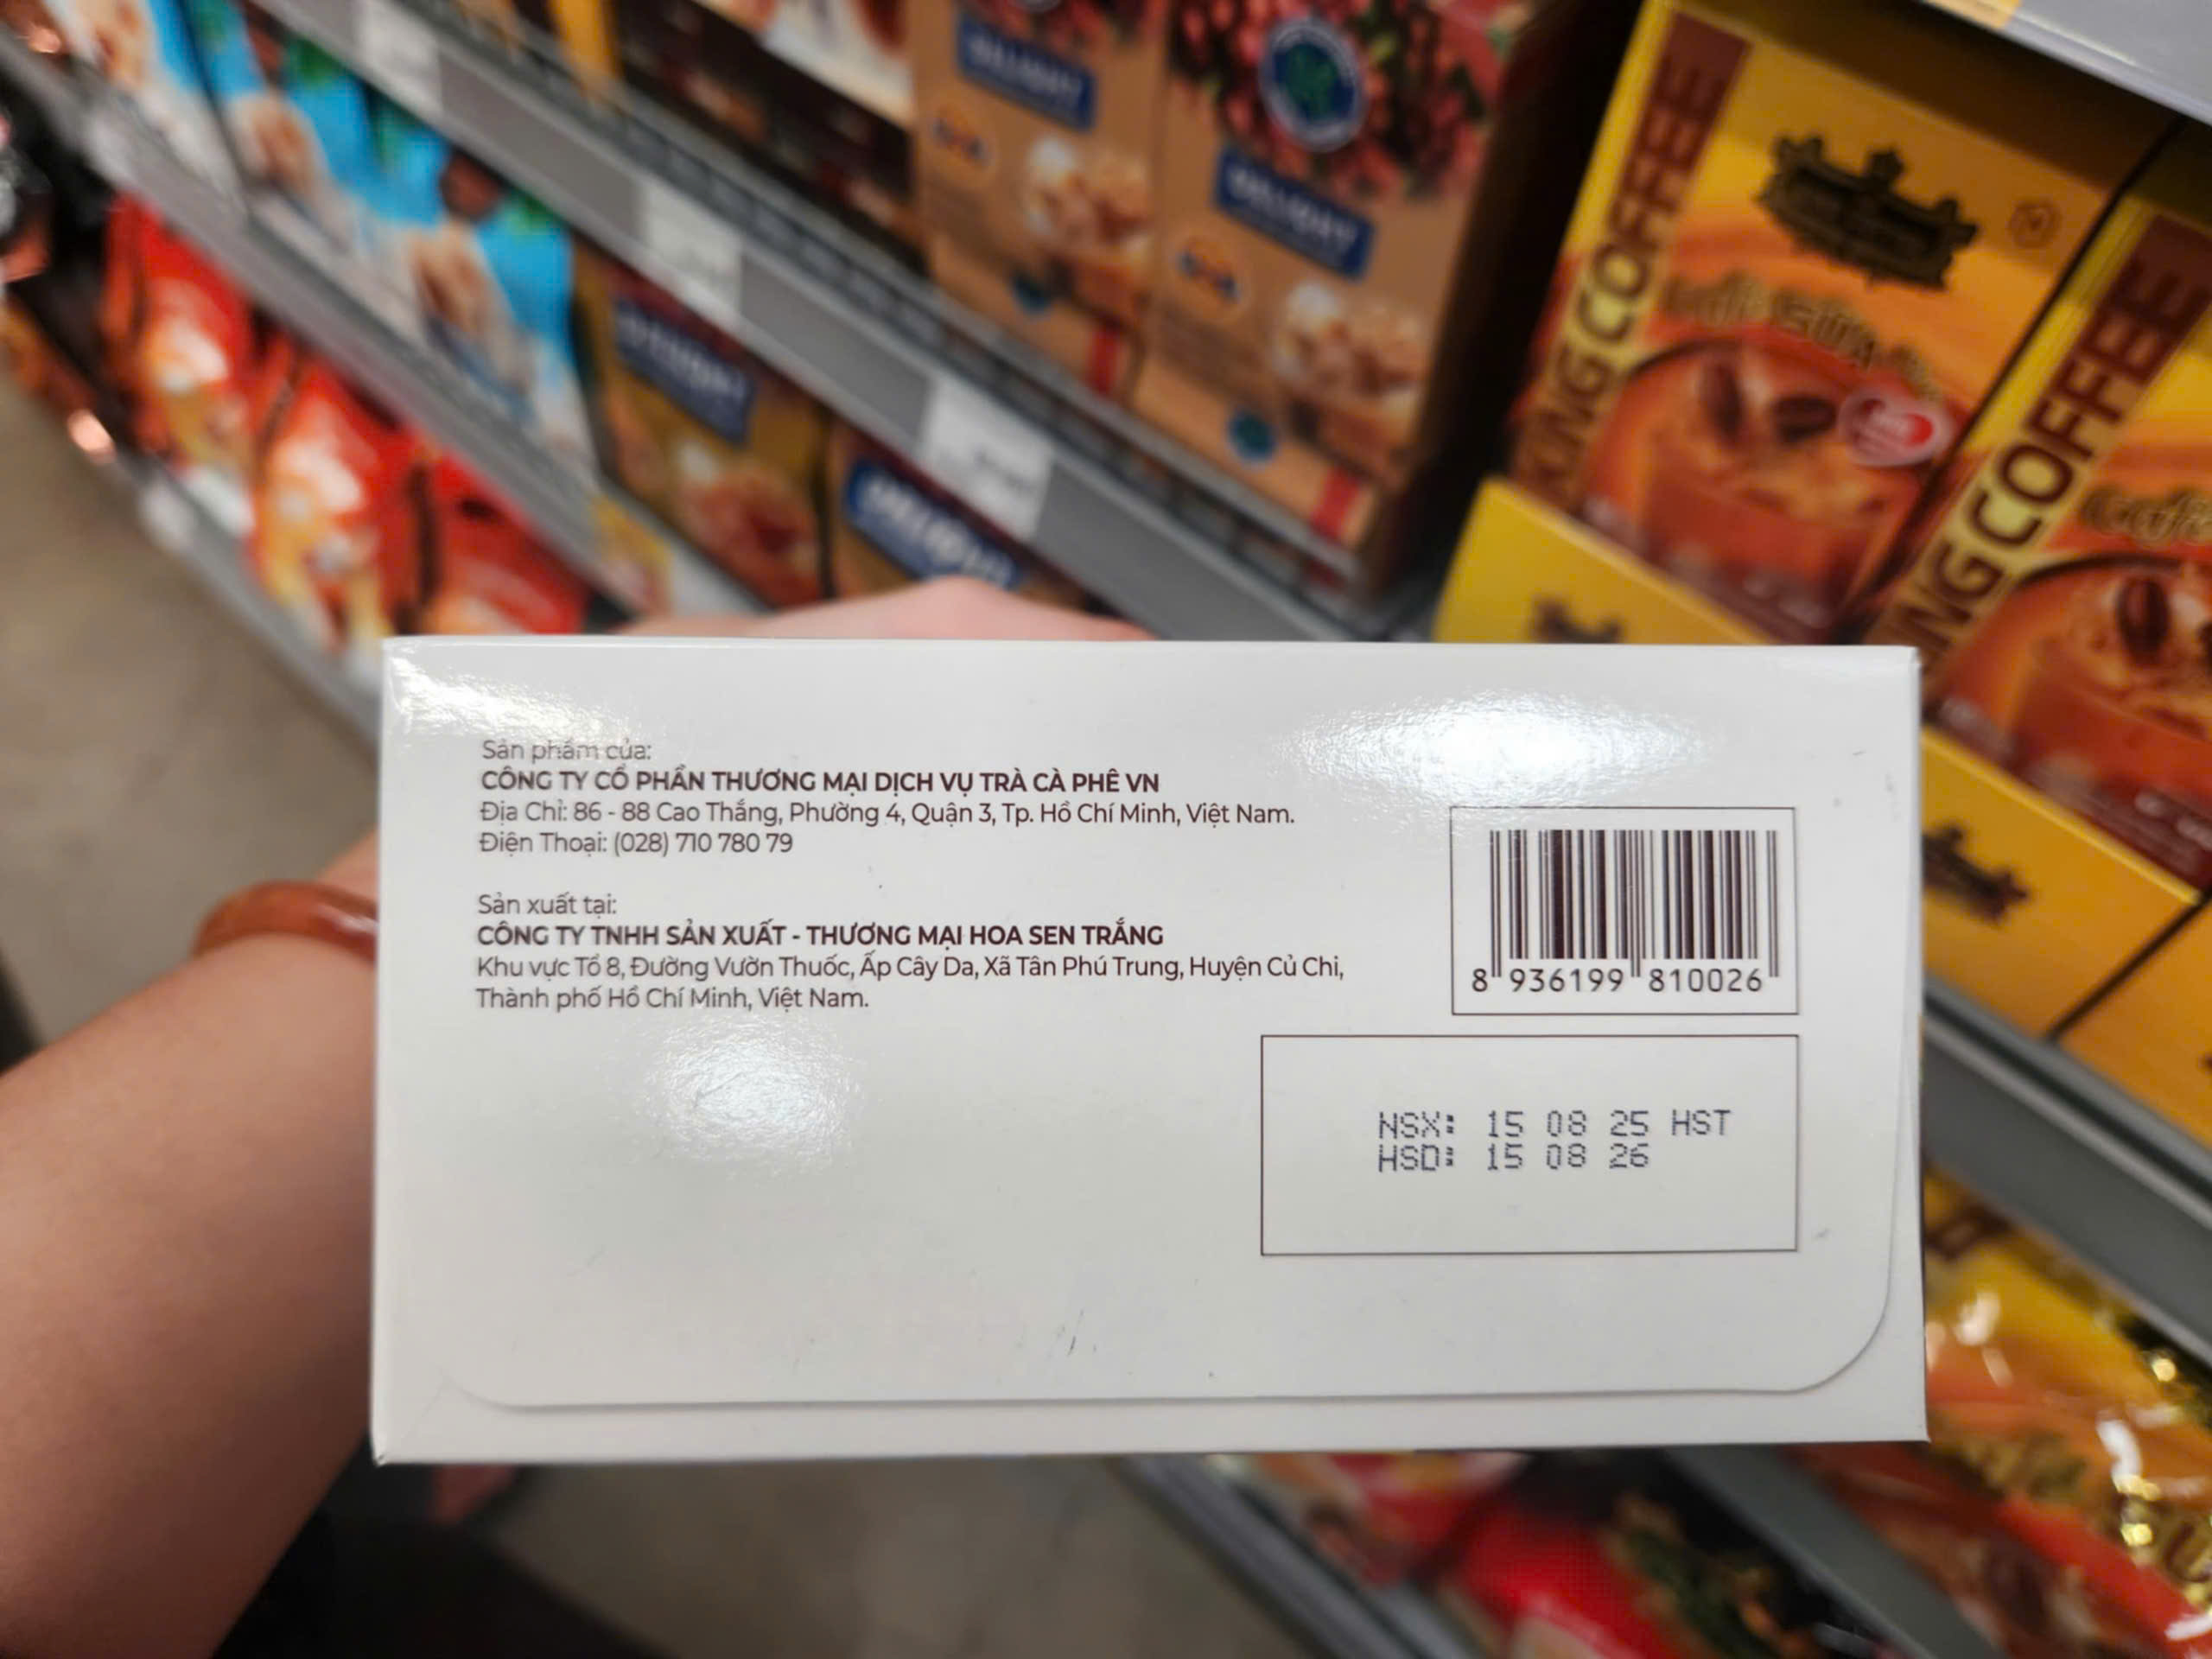 DELIGHT
DELIGHT
KING COFFEE
DELIGHT
Sản phẩm của:
CÔNG TY CỔ PHẦN THƯƠNG MẠI DỊCH VỤ TRÀ CÀ PHÊ VN
Địa Chỉ: 86 - 88 Cao Thắng, Phường 4, Quận 3, Tp. Hồ Chí Minh, Việt Nam.
Điện Thoại: (028) 710 780 79
Sản xuất tại:
CÔNG TY TNHH SẢN XUẤT - THƯƠNG MẠI HOA SEN TRẮNG
Khu vực Tổ 8, Đường Vườn Thuốc, Ấp Cây Da, Xã Tân Phú Trung, Huyện Củ Chi,
Thành phố Hồ Chí Minh, Việt Nam.
8 936199 810026
NSX: 15 08 25 HST
HSD: 15 08 26